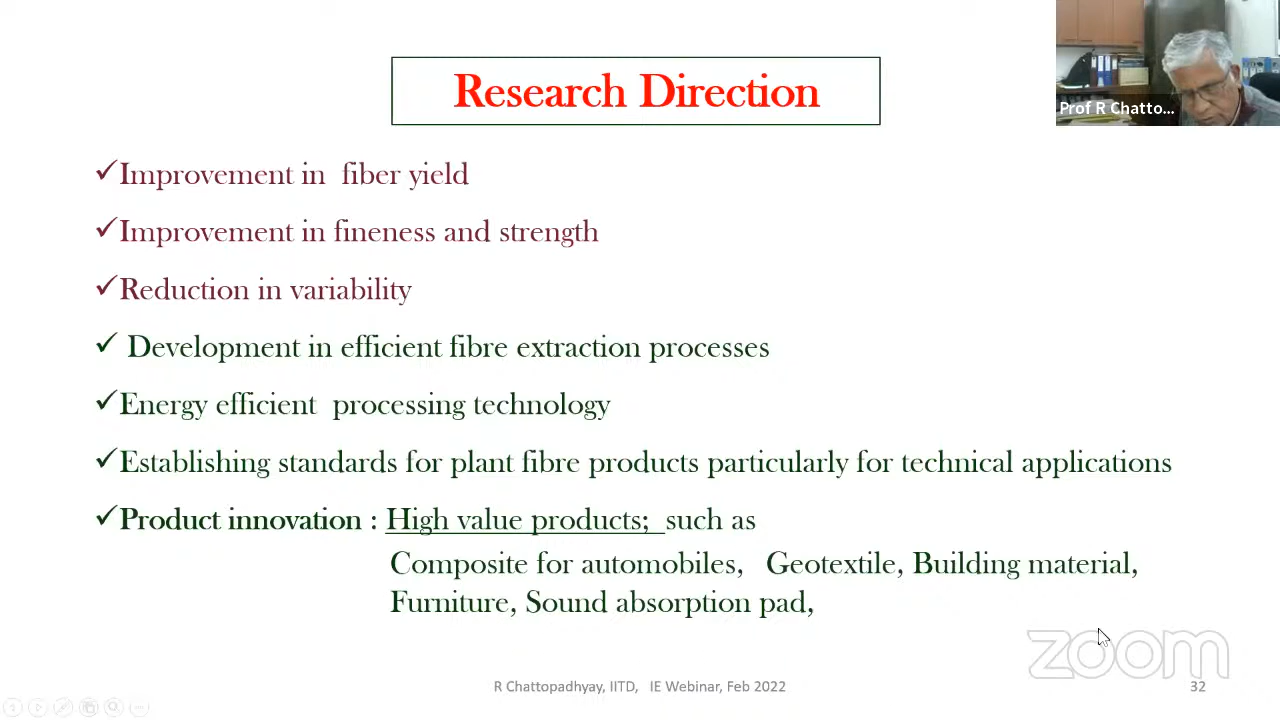 Research Direction
Prof R Chatto...
✓Improvement in fiber yield
✓Improvement in fineness and strength
✓Reduction in variability
✓ Development in efficient fibre extraction processes
✓Energy efficient processing technology
✓Establishing standards for plant fibre products particularly for technical applications
✓Product innovation : High value products; such as
Composite for automobiles, Geotextile, Building material,
Furniture, Sound absorption pad,
zoom
R Chattopadhyay, IITD, IE Webinar, Feb 2022
32